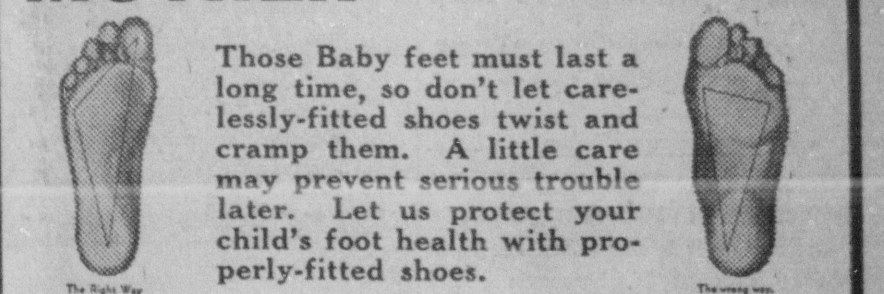 Those Baby feet must last a
long time, so don't let care-
lessly-fitted shoes twist and
cramp them. A little care
may prevent serious trouble
later. Let us protect your
child's foot health with pro-
perly-fitted shoes.
The Right Way
The wrong way.